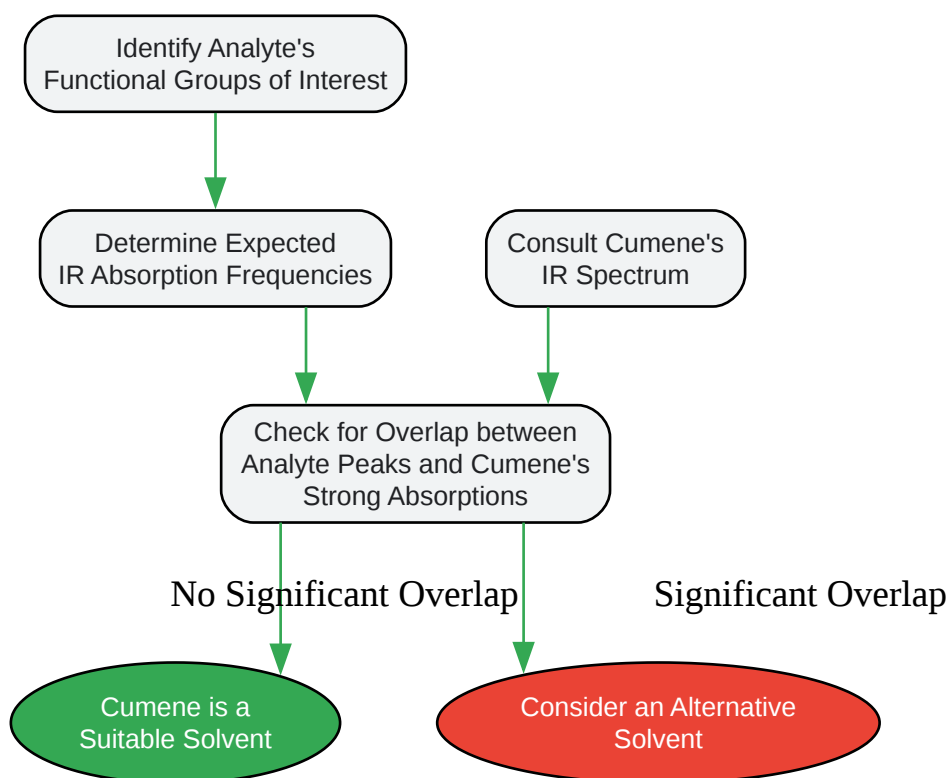 Identify Analyte's
Functional Groups of Interest
Determine Expected
IR Absorption Frequencies
Consult Cumene's
IR Spectrum
Check for Overlap between
Analyte Peaks and Cumene's
Strong Absorptions
No Significant Overlap
Significant Overlap
Cumene is a
Suitable Solvent
Consider an Alternative
Solvent